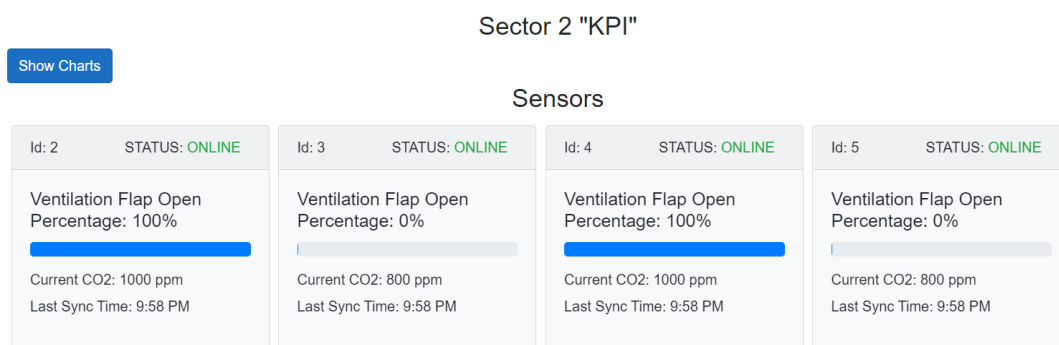 Sector 2 "KPI"
Show Charts
Sensors
Id: 2 STATUS: ONLINE
Ventilation Flap Open
Percentage: 100%
Current CO2: 1000 ppm
Last Sync Time: 9:58 PM
Id: 3 STATUS: ONLINE
Ventilation Flap Open
Percentage: 0%
Current CO2: 800 ppm
Last Sync Time: 9:58 PM
Id: 4 STATUS: ONLINE
Ventilation Flap Open
Percentage: 100%
Current CO2: 1000 ppm
Last Sync Time: 9:58 PM
Id: 5 STATUS: ONLINE
Ventilation Flap Open
Percentage: 0%
Current CO2: 800 ppm
Last Sync Time: 9:58 PM